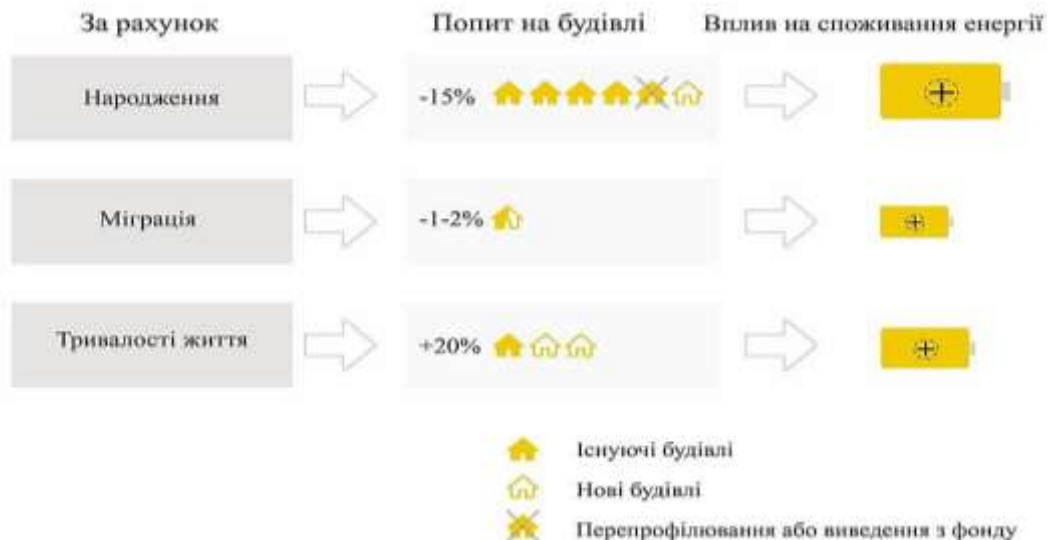 За рахунок
Попит на будівлі
Вплив на споживання енергії
Народження
-15%
Міграція
-1-2%
Тривалості життя
+20%
Існуючі будівлі
Нові будівлі
Перепрофілювання або виведення з фонду